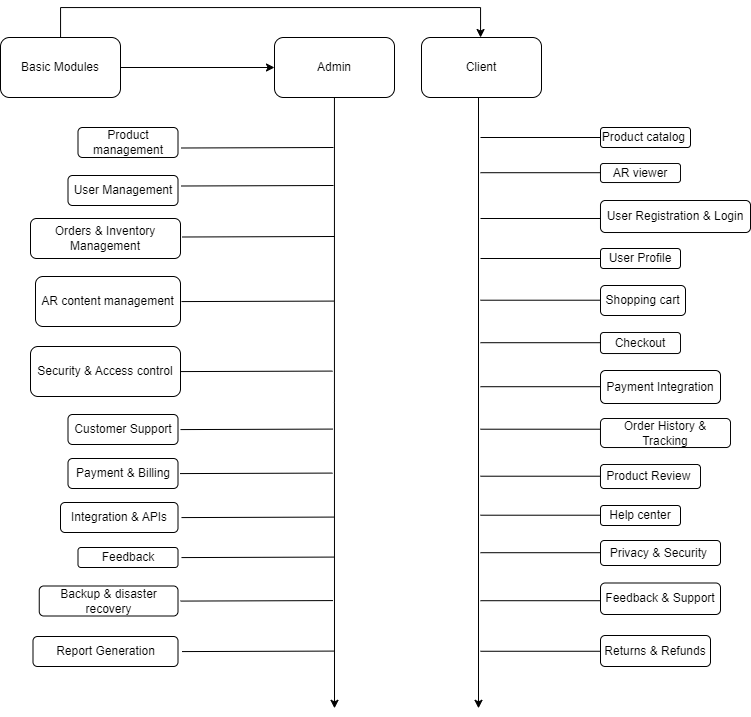 Basic Modules
Admin
Client
Product
management
User Management
Orders & Inventory
Management
AR content management
Security & Access control
Customer Support
Payment & Billing
Integration & APIs
Feedback
Backup & disaster
recovery
Report Generation
Product catalog
AR viewer
User Registration & Login
User Profile
Shopping cart
Checkout
Payment Integration
Order History &
Tracking
Product Review
Help center
Privacy & Security
Feedback & Support
Returns & Refunds